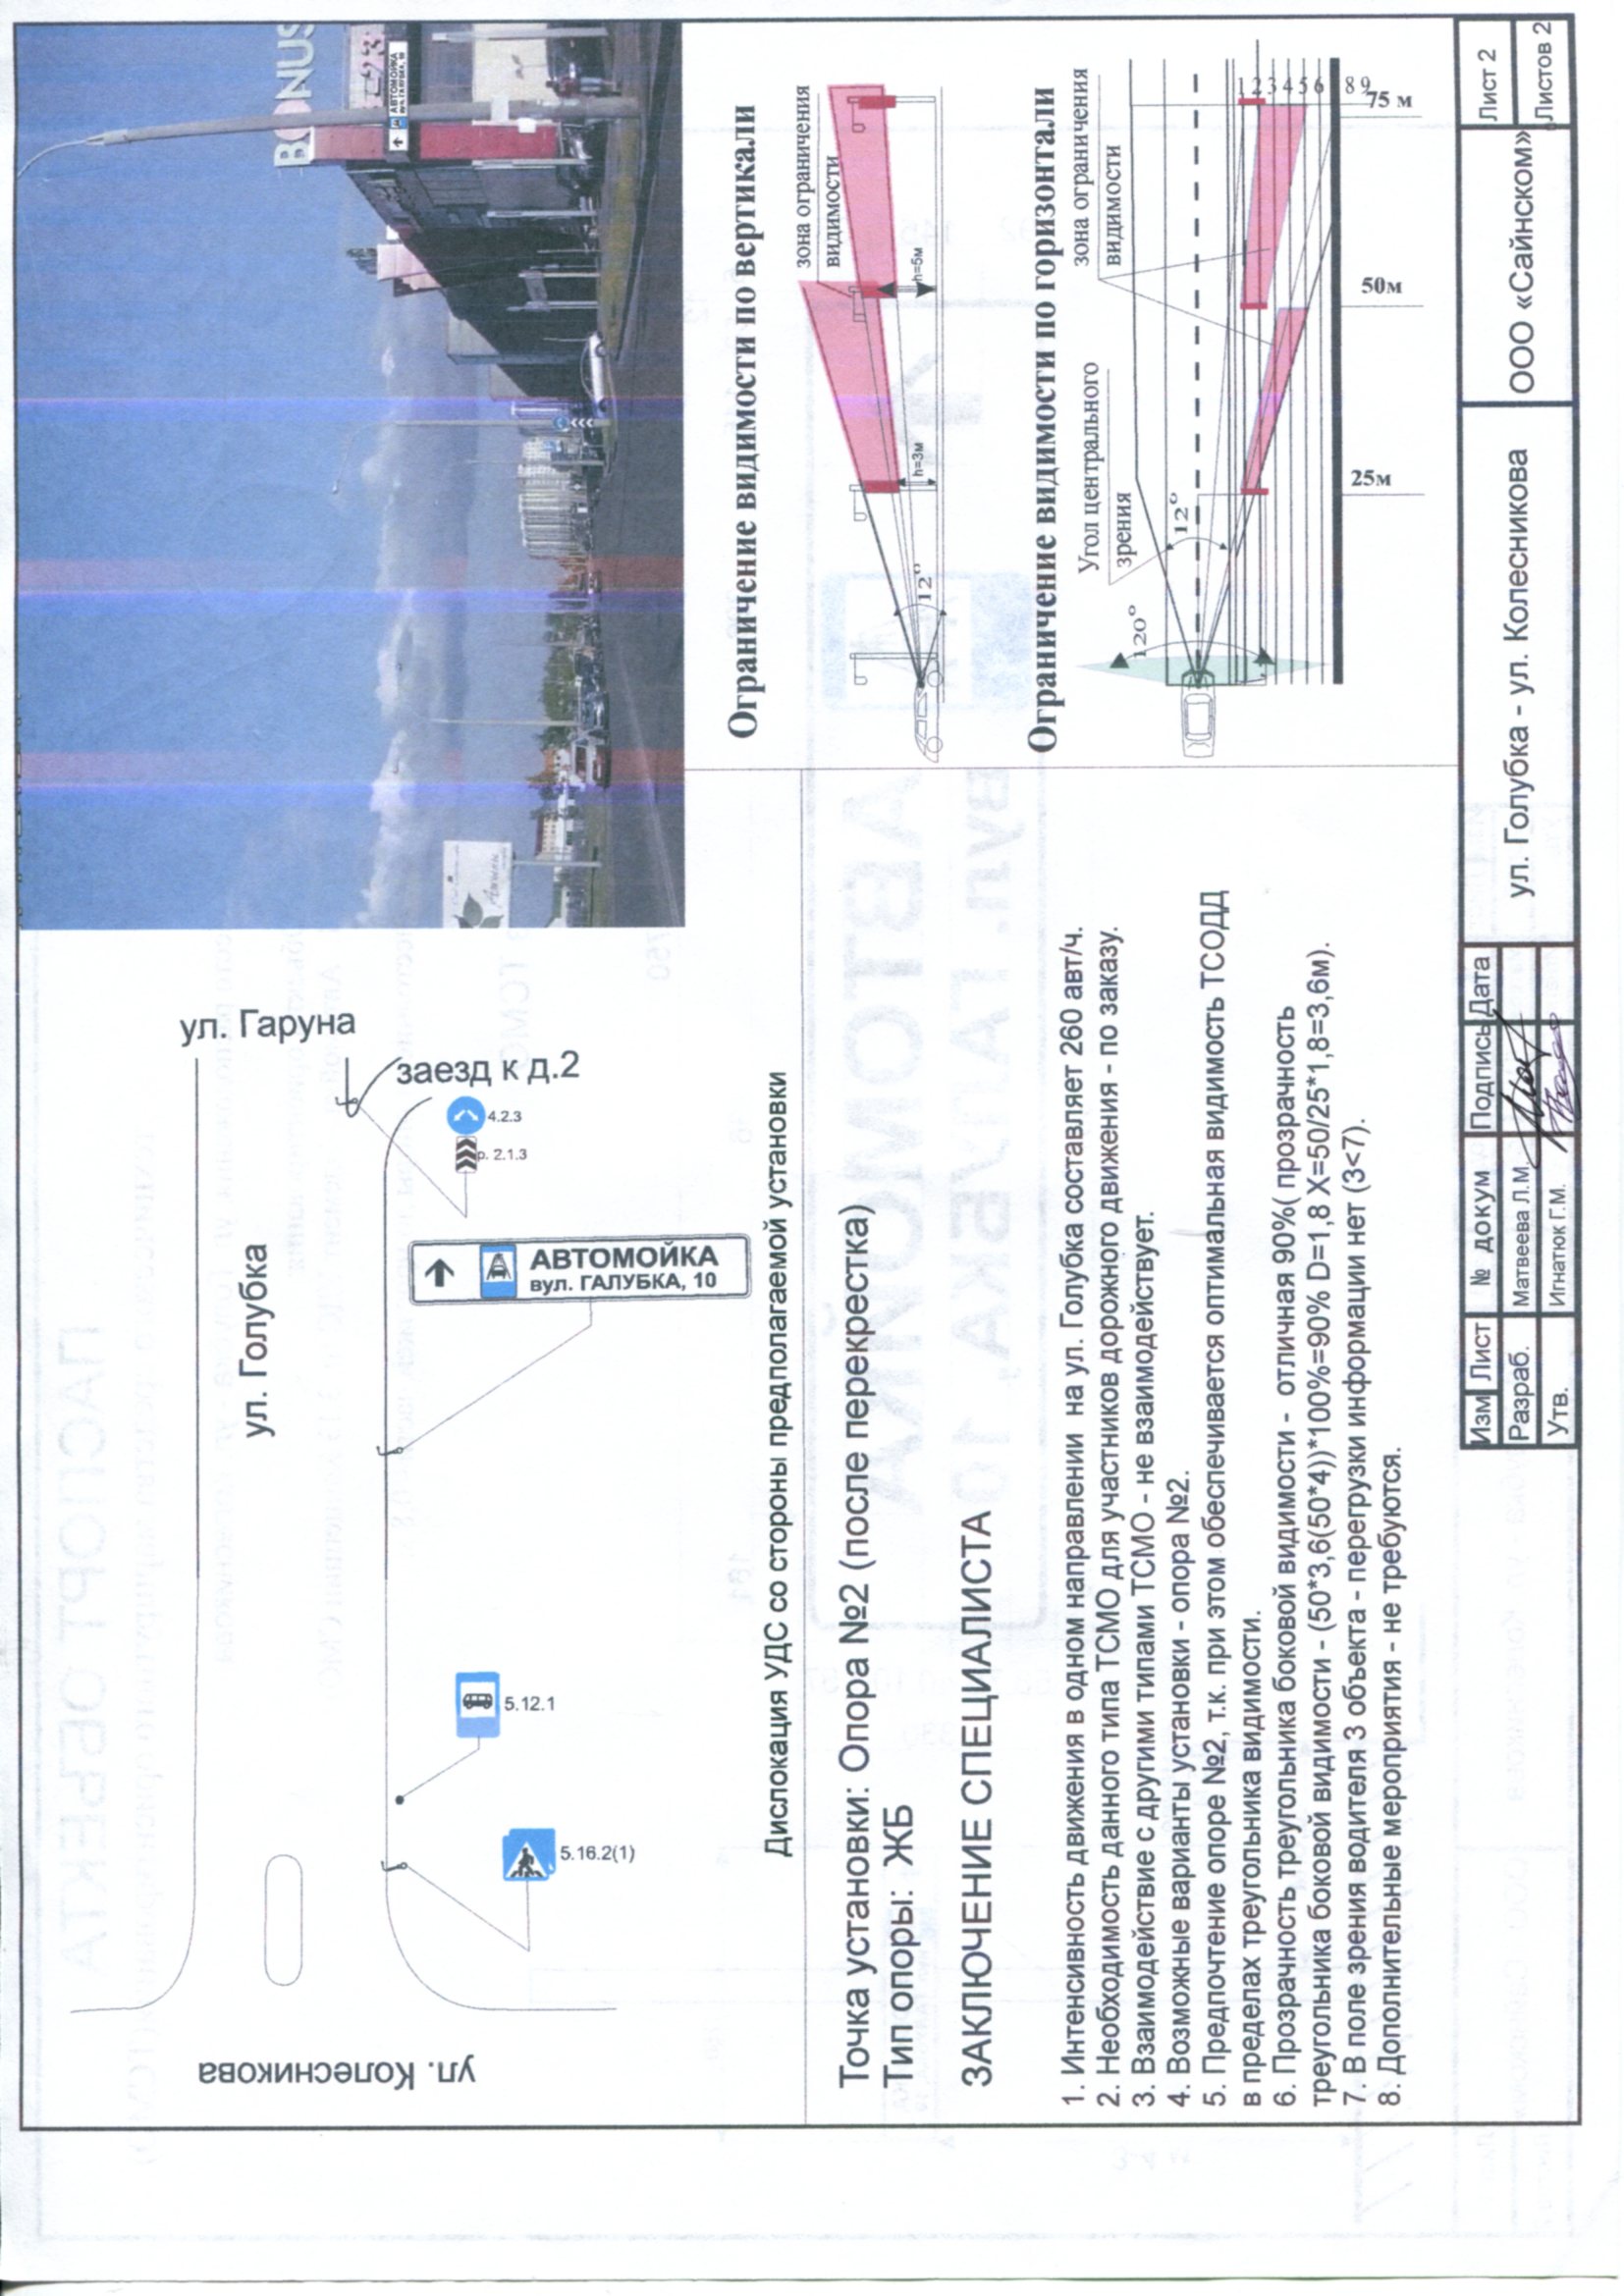 ул. Колесникова
ул. Голубка
ул. Гаруна
заезд к д.2
5.16.2(1)
5.12.1
АВТОМОЙКА
вул. ГАЛУБКА, 10
р. 2.1.3
4.2.3
Дислокация УДС со стороны предполагаемой установки
BONUS
АВТОМОЙКА
Точка установки: Опора №2 (после перекрестка)
Тип опоры: ЖБ
ЗАКЛЮЧЕНИЕ СПЕЦИАЛИСТА
1. Интенсивность движения в одном направлении на ул. Голубка составляет 260 авт/ч.
2. Необходимость данного типа ТСМО для участников дорожного движения - по заказу.
3. Взаимодействие с другими типами ТСМО - не взаимодействует.
4. Возможные варианты установки - опора №2.
5. Предпочтение опоре №2, т.к. при этом обеспечивается оптимальная видимость ТСОДД
в пределах треугольника видимости.
6. Прозрачность треугольника боковой видимости - отличная 90%( прозрачность
треугольника боковой видимости - (50*3,6(50*4))*100%=90% D=1,8 X=50/25*1,8=3,6м).
7. В поле зрения водителя 3 объекта - перегрузки информации нет (3<7).
8. Дополнительные мероприятия - не требуются.
Ограничение видимости по вертикали
зона ограничения
видимости
12°
h=3м
h=5м
Ограничение видимости по горизонтали
Угол центрального
зрения
зона ограничения
видимости
120°
12°
1 2 3 4 5 6 8 9
25м
50м
75 м
Изм Лист № докум Подпись Дата
Разраб. Матвеева Л.М.
Утв. Игнатюк Г.М.
ул. Голубка - ул. Колесникова
ООО «Сайнском»
Лист 2
Листов 2